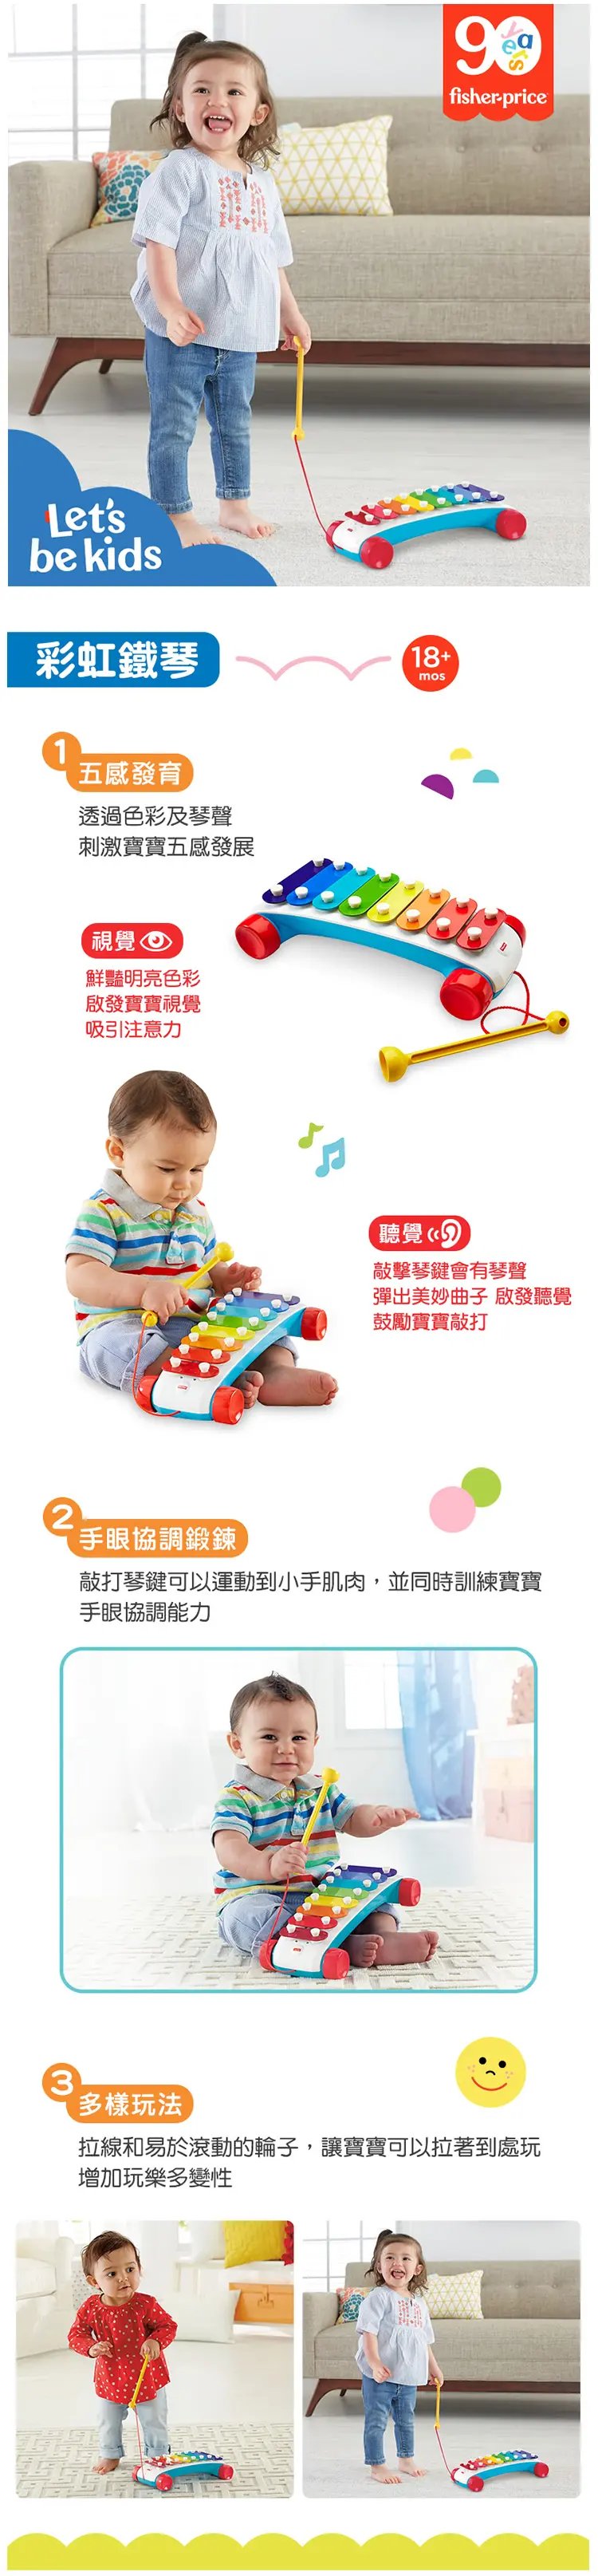 90 years
fisher-price
Let's
be kids
彩虹鐵琴
18+
mos
1
五感發育
透過色彩及琴聲
刺激寶寶五感發展
視覺
鮮豔明亮色彩
啟發寶寶視覺
吸引注意力
聽覺
敲擊琴鍵會有琴聲
彈出美妙曲子 啟發聽覺
鼓勵寶寶敲打
2
手眼協調鍛鍊
敲打琴鍵可以運動到小手肌肉，並同時訓練寶寶
手眼協調能力
3
多樣玩法
拉線和易於滾動的輪子，讓寶寶可以拉著到處玩
增加玩樂多變性